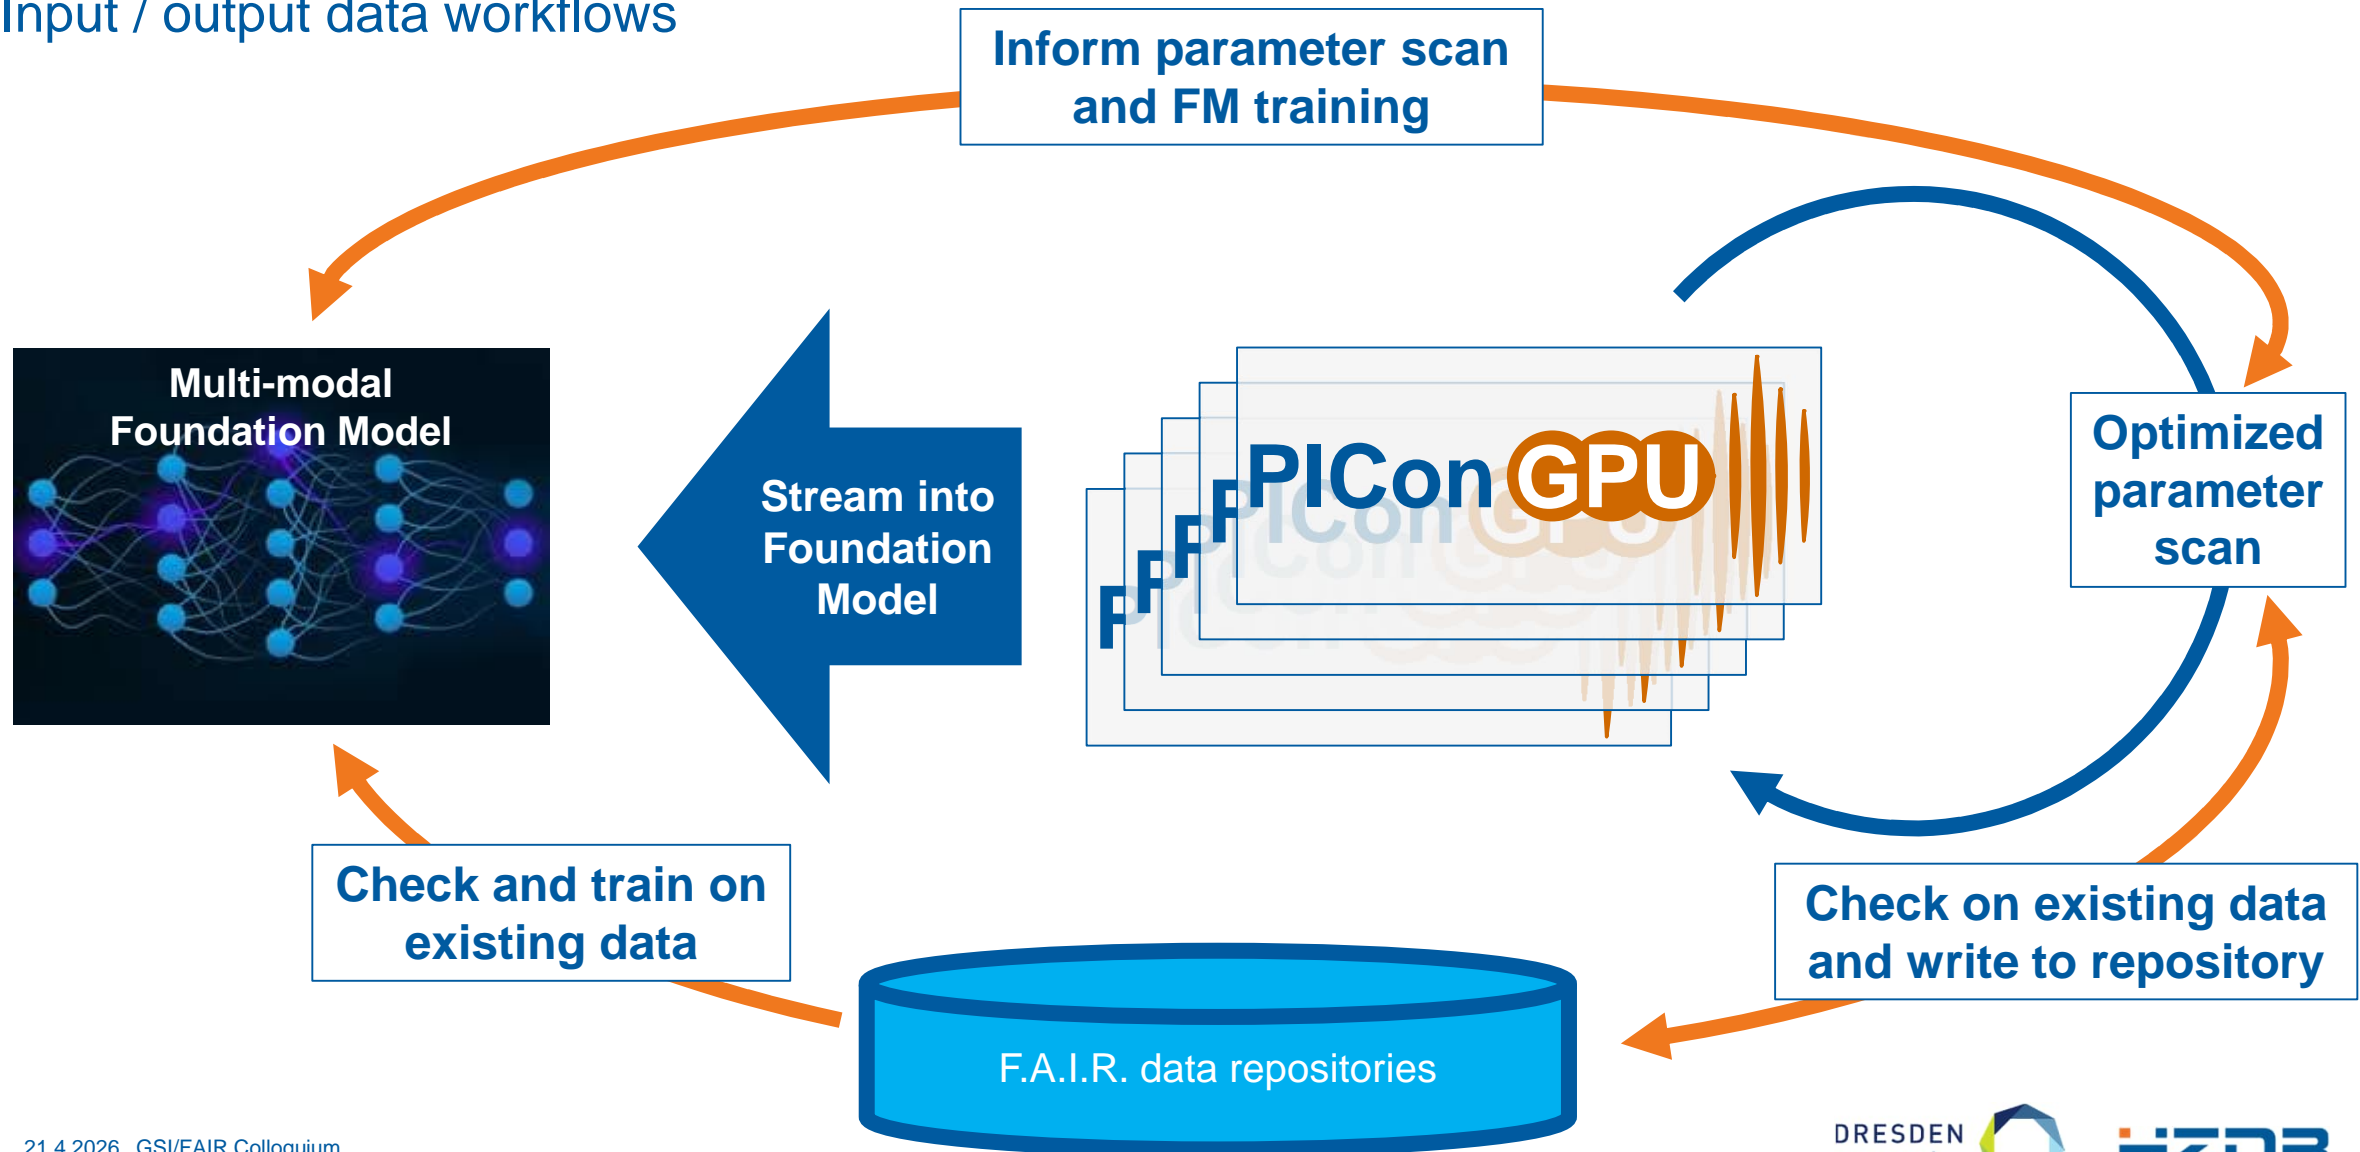 Input / output data workflows
Inform parameter scan
and FM training
Multi-modal
Foundation Model
Stream into
Foundation
Model
PIConGPU
Optimized
parameter
scan
Check and train on
existing data
Check on existing data
and write to repository
F.A.I.R. data repositories
21.4.2026 GSI/FAIR Colloquium
DRESDEN
HZDR